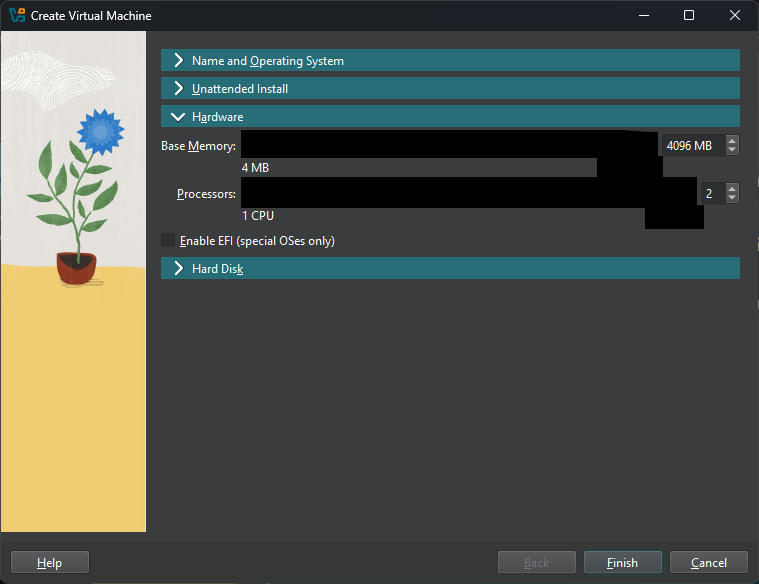 Create Virtual Machine
Name and Operating System
Unattended Install
Hardware
Base Memory: 4096 MB
4 MB
Processors: 2
1 CPU
Enable EFI (special OSes only)
Hard Disk
Help Back Finish Cancel